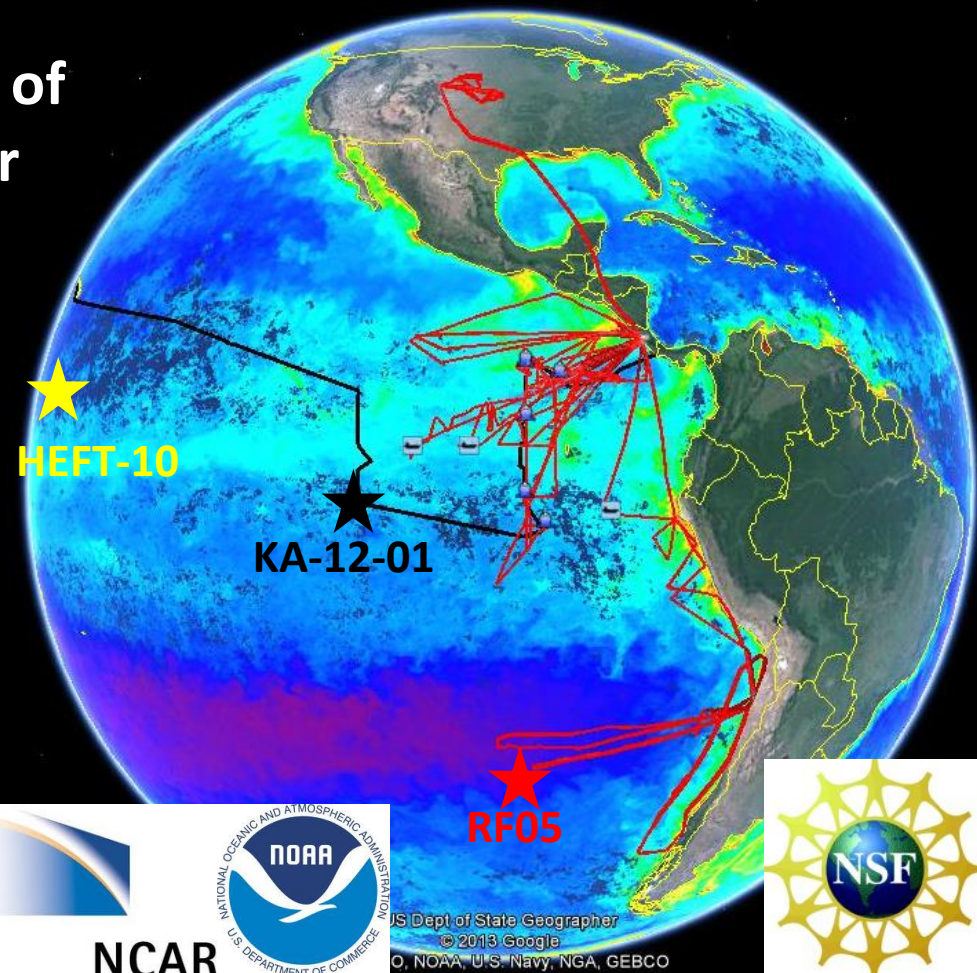 of
r
HEFT-10
KA-12-01
RF05
NCAR
NATIONAL OCEANIC AND ATMOSPHERIC ADMINISTRATION
NOAA
U.S. DEPARTMENT OF COMMERCE
NSF
US Dept of State Geographer
© 2013 Google
O, NOAA, U.S. Navy, NGA, GEBCO